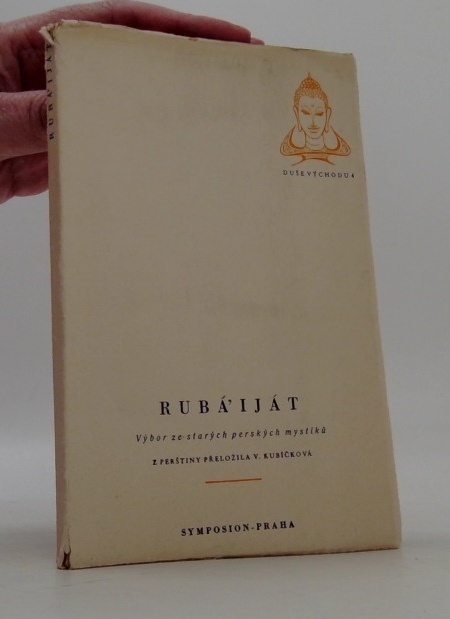 RUBÁ'IJÁT
DUŠE VÝCHODU 4
RUBÁ'IJÁT
Výbor ze starých perských mystiků
Z PERŠTINY PŘELOŽILA V. KUBÍČKOVÁ
SYMPOSION-PRAHA